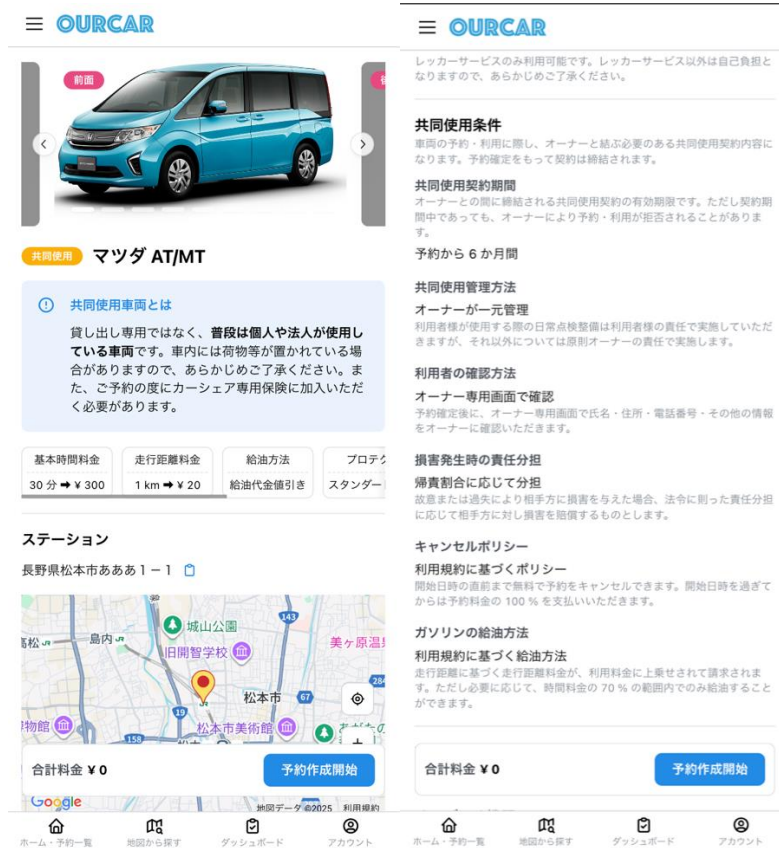 OURCAR
前面
共同使用 マツダ AT/MT
共同使用車両とは
貸し出し専用ではなく、普段は個人や法人が使用し
ている車両です。車内には荷物等が置かれている場
合がありますので、あらかじめご了承ください。ま
た、ご予約の度にカーシェア専用保険に加入いただ
く必要があります。
基本時間料金 走行距離料金 給油方法 プロテク
30 分 ➡ ¥ 300 1 km ➡ ¥ 20 給油代金値引き スタンダード
ステーション
長野県松本市あああ1－1
城山公園
143
高松 島内 JR
旧開智学校
美ヶ原温泉
284
松本市
67
19
博物館
松本市美術館
あがたの
158
合計料金 ¥ 0 予約作成開始
Google
地図データ ©2025 利用規約
ホーム・予約一覧 地図から探す ダッシュボード アカウント
OURCAR
レッカーサービスのみ利用可能です。レッカーサービス以外は自己負担と
なりますので、あらかじめご了承ください。
共同使用条件
車両の予約・利用に際し、オーナーと結ぶ必要のある共同使用契約内容に
なります。予約確定をもって契約は締結されます。
共同使用契約期間
オーナーとの間に締結される共同使用契約の有効期限です。ただし契約期
間中であっても、オーナーにより予約・利用が拒否されることがありま
す。
予約から 6 か月間
共同使用管理方法
オーナーが一元管理
利用者様が使用する際の日常点検整備は利用者様の責任で実施していただ
きますが、それ以外については原則オーナーの責任で実施します。
利用者の確認方法
オーナー専用画面で確認
予約確定後に、オーナー専用画面で氏名・住所・電話番号・その他の情報
をオーナーに確認いただきます。
損害発生時の責任分担
帰責割合に応じて分担
故意または過失により相手方に損害を与えた場合、法令に則った責任分担
に応じて相手方に対し損害を賠償するものとします。
キャンセルポリシー
利用規約に基づくポリシー
開始日時の直前まで無料で予約をキャンセルできます。開始日時を過ぎて
からは予約料金の 100 % を支払いいただきます。
ガソリンの給油方法
利用規約に基づく給油方法
走行距離に基づく走行距離料金が、利用料金に上乗せされて請求されま
す。ただし必要に応じて、時間料金の 70 % の範囲内でのみ給油すること
ができます。
合計料金 ¥ 0 予約作成開始
ホーム・予約一覧 地図から探す ダッシュボード アカウント